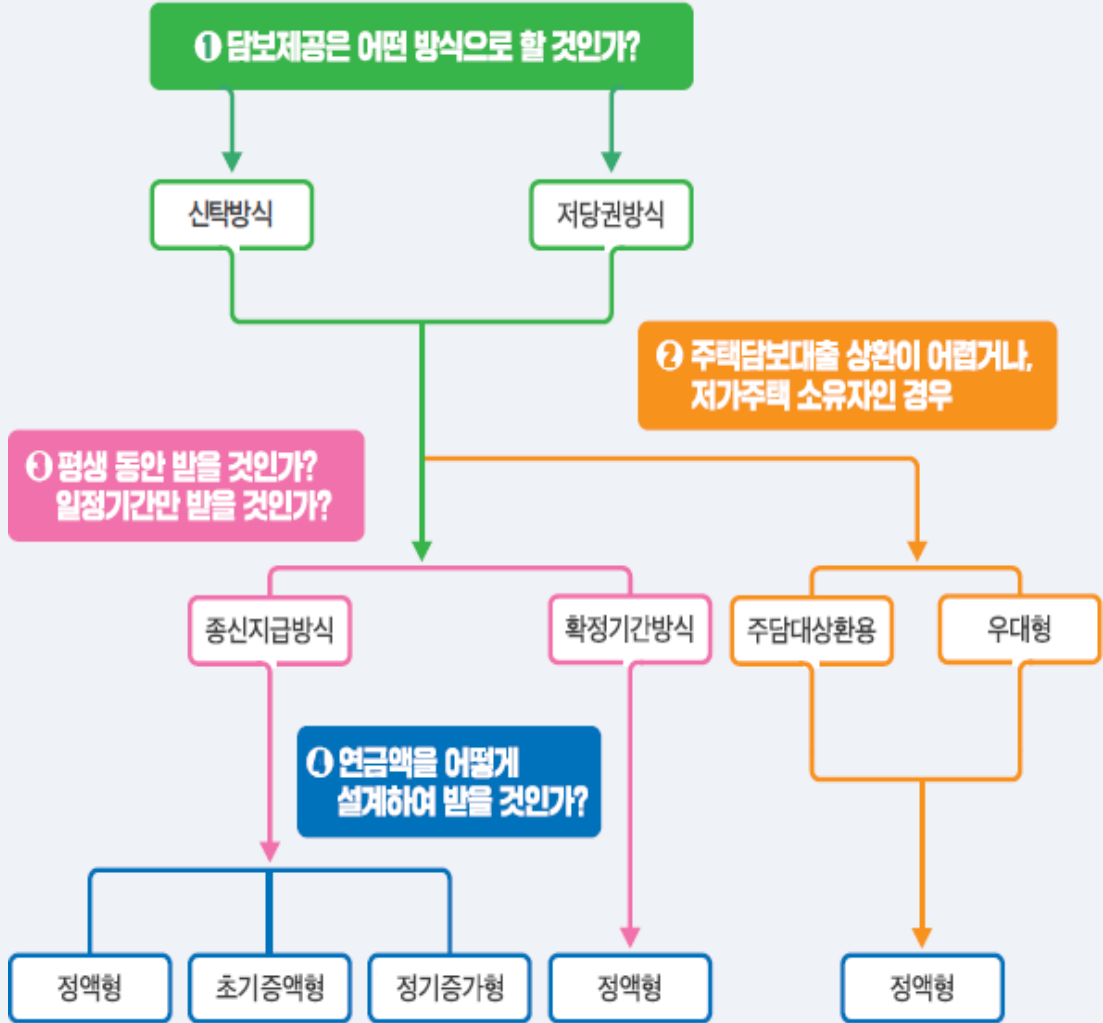 ❶ 담보제공은 어떤 방식으로 할 것인가?
신탁방식
저당권방식
❷ 주택담보대출 상환이 어렵거나,
저가주택 소유자인 경우
❸ 평생 동안 받을 것인가?
일정기간만 받을 것인가?
종신지급방식
확정기간방식
주담대상환용
우대형
❹ 연금액을 어떻게
설계하여 받을 것인가?
정액형
초기증액형
정기증가형
정액형
정액형